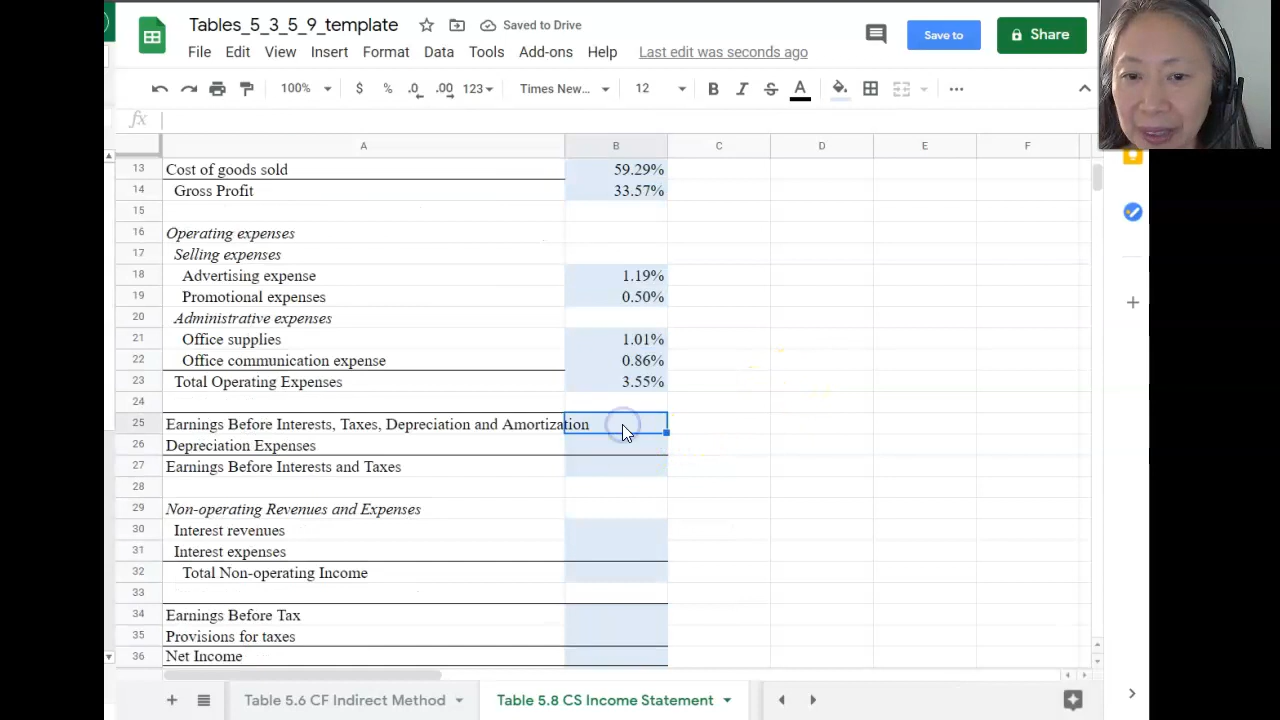 Tables_5_3_5_9_template
Saved to Drive
File Edit View Insert Format Data Tools Add-ons Help Last edit was seconds ago
Save to
Share
100% $ % .0 .00 123 Times New... 12 B I S A
fx
A B C D E F
13 Cost of goods sold 59.29%
14 Gross Profit 33.57%
15
16 Operating expenses
17 Selling expenses
18 Advertising expense 1.19%
19 Promotional expenses 0.50%
20 Administrative expenses
21 Office supplies 1.01%
22 Office communication expense 0.86%
23 Total Operating Expenses 3.55%
24
25 Earnings Before Interests, Taxes, Depreciation and Amortization
26 Depreciation Expenses
27 Earnings Before Interests and Taxes
28
29 Non-operating Revenues and Expenses
30 Interest revenues
31 Interest expenses
32 Total Non-operating Income
33
34 Earnings Before Tax
35 Provisions for taxes
36 Net Income
Table 5.6 CF Indirect Method
Table 5.8 CS Income Statement